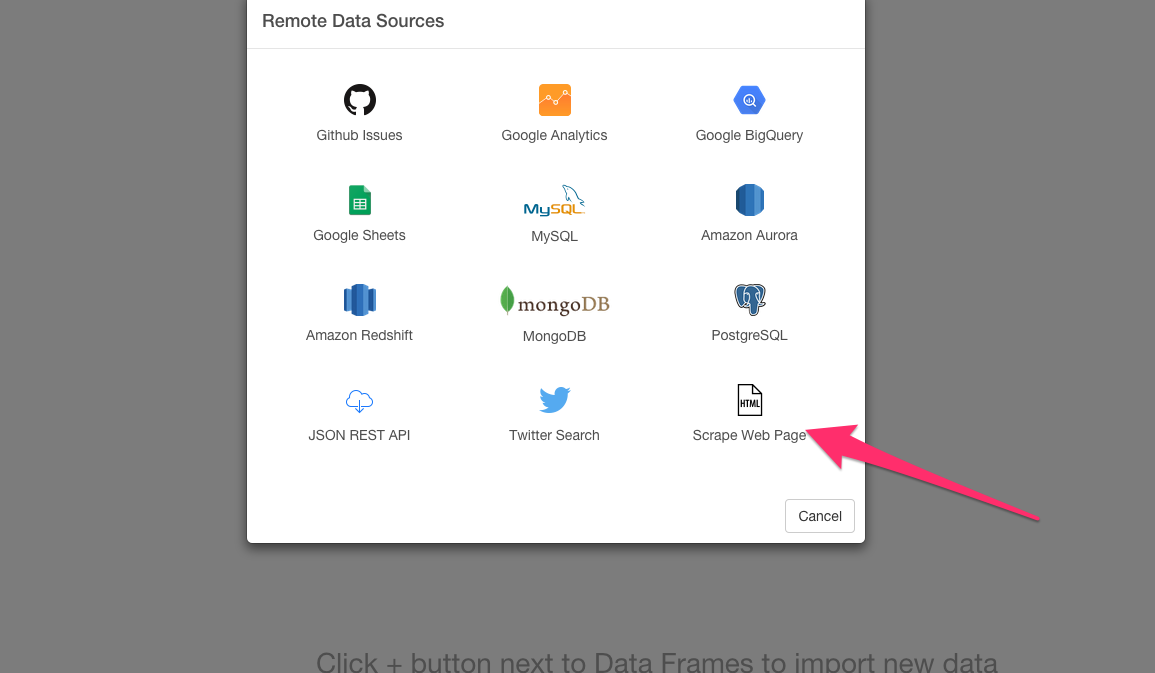 Remote Data Sources
Github Issues
Google Analytics
Google BigQuery
Google Sheets
MySQL
MySQL
Amazon Aurora
Amazon Redshift
mongoDB
MongoDB
PostgreSQL
JSON REST API
Twitter Search
HTML
Scrape Web Page
Cancel
Click + button next to Data Frames to import new data